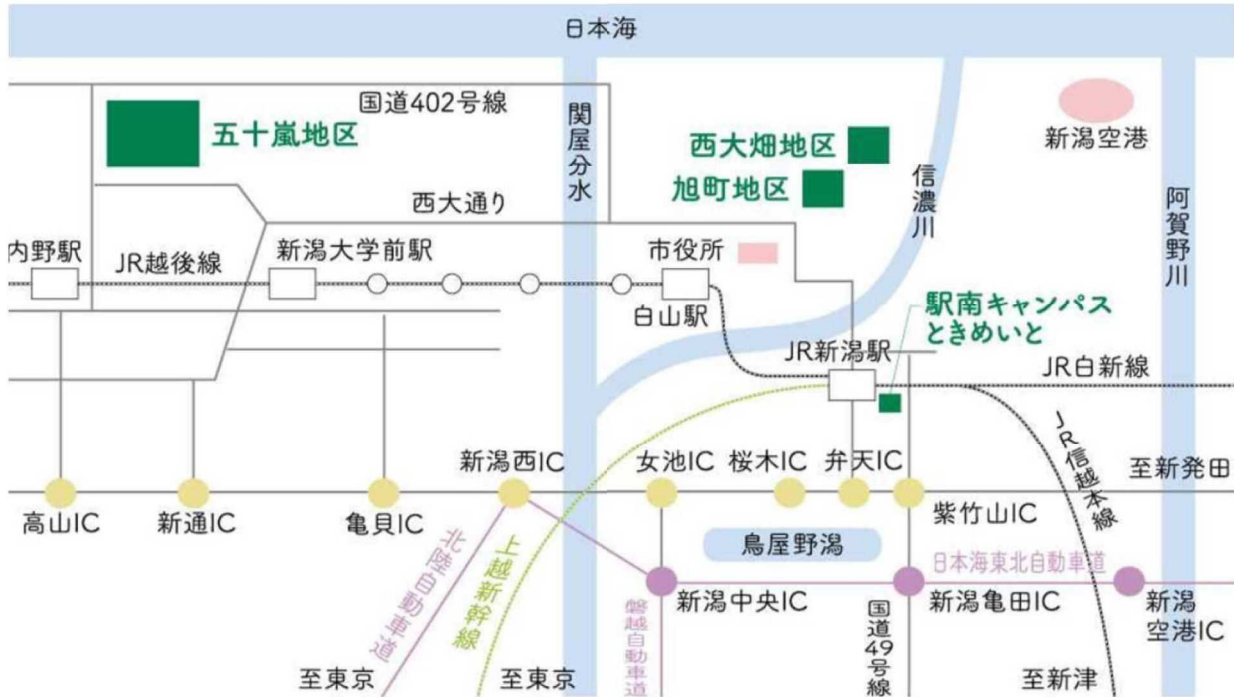 日本海
国道402号線
関屋分水
五十嵐地区
西大畑地区
旭町地区
信濃川
新潟空港
阿賀野川
西大通り
内野駅
JR越後線
新潟大学前駅
市役所
白山駅
駅南キャンパス
ときめいと
JR新潟駅
JR白新線
JR信越本線
新潟西IC
女池IC
桜木IC
弁天IC
至新発田
高山IC
新通IC
亀貝IC
紫竹山IC
北陸自動車道
上越新幹線
鳥屋野潟
日本海東北自動車道
新潟中央IC
新潟亀田IC
新潟
空港IC
磐越自動車道
国道49号線
至東京
至東京
至新津